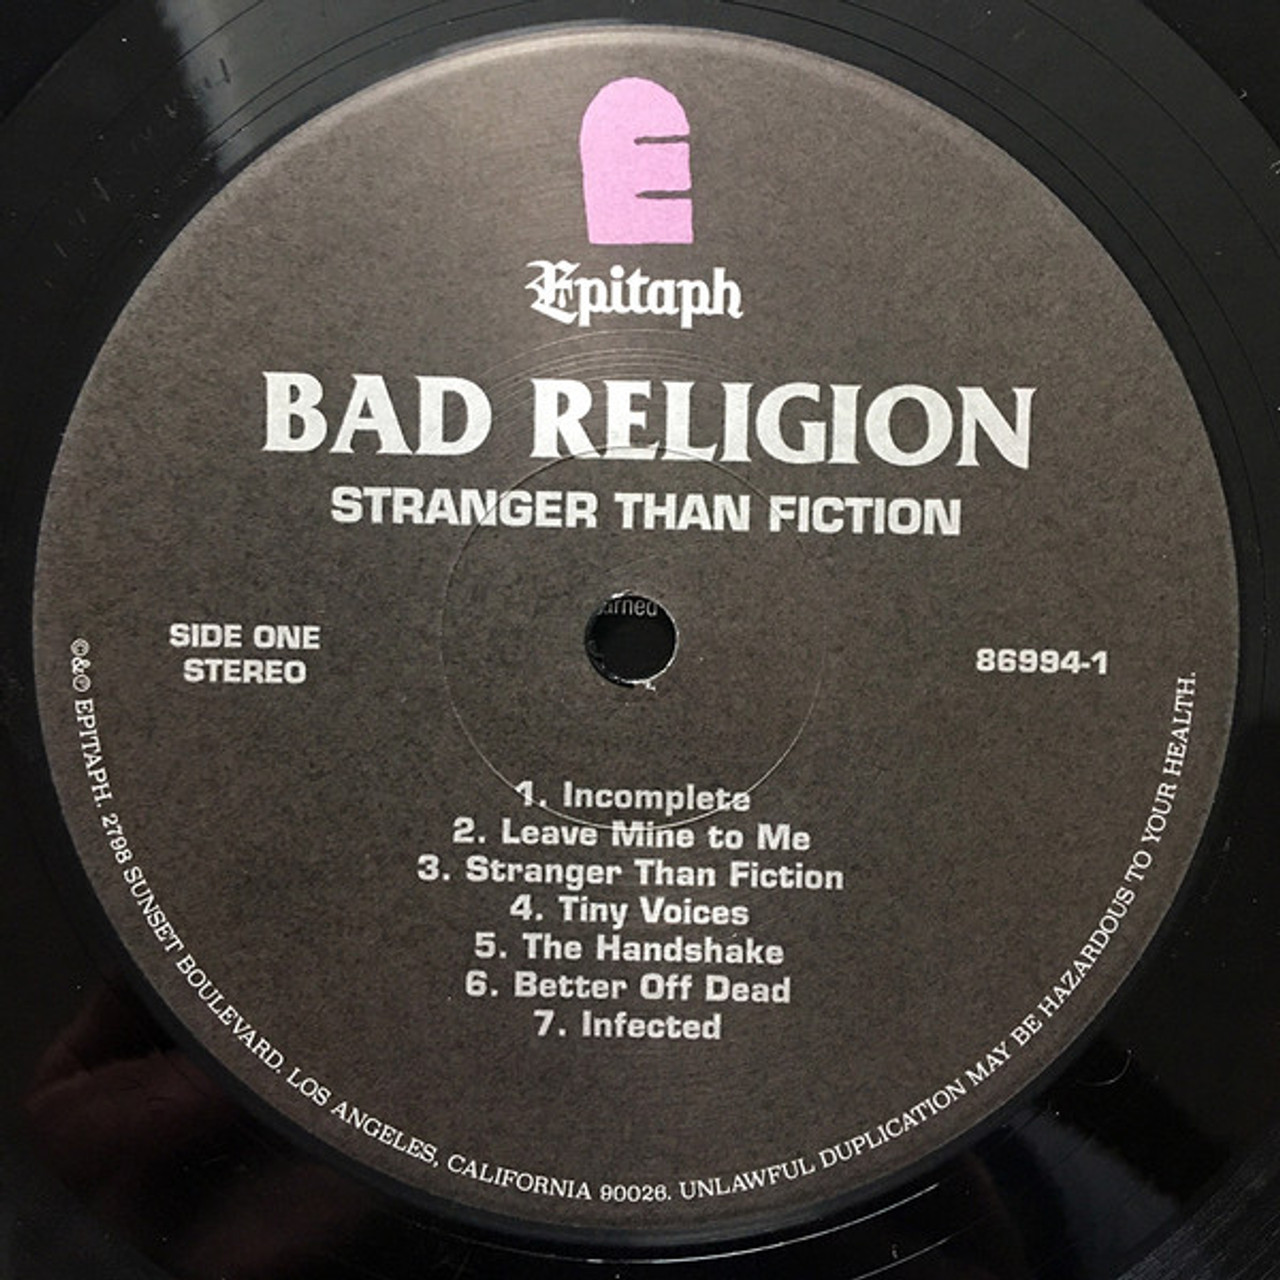 E
Epitaph
BAD RELIGION
STRANGER THAN FICTION
SIDE ONE
STEREO
86994-1
1. Incomplete
2. Leave Mine to Me
3. Stranger Than Fiction
4. Tiny Voices
5. The Handshake
6. Better Off Dead
7. Infected
©&℗ EPITAPH. 2798 SUNSET BOULEVARD. LOS ANGELES, CALIFORNIA 90026. UNLAWFUL DUPLICATION MAY BE HAZARDOUS TO YOUR HEALTH.